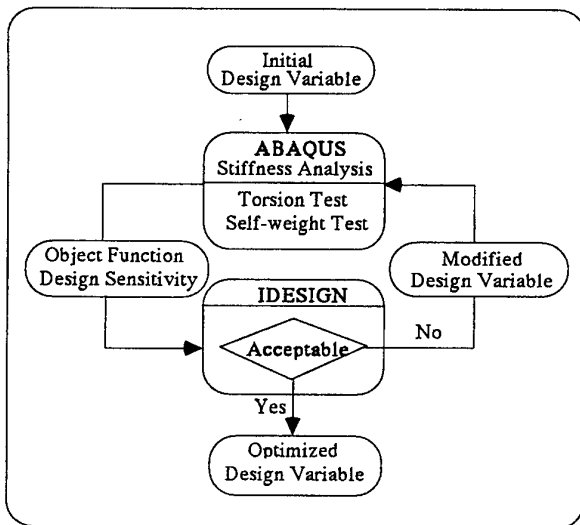 Initial
Design Variable
ABAQUS
Stiffness Analysis
Torsion Test
Self-weight Test
Object Function
Design Sensitivity
Modified
Design Variable
IDESIGN
Acceptable
No
Yes
Optimized
Design Variable